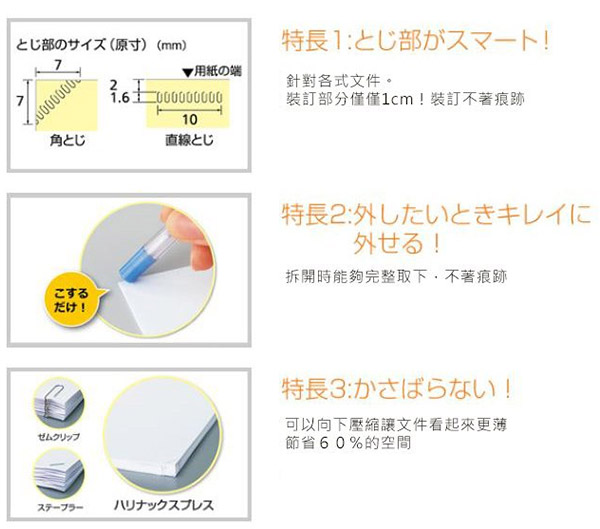 とじ部のサイズ（原寸）（mm）
7
7
角とじ
▼用紙の端
2
1.6
10
直線とじ
特長1:とじ部がスマート！
針對各式文件。
裝訂部分僅僅1cm！裝訂不著痕跡
こする
だけ！
特長2:外したいときキレイに
外せる！
拆開時能夠完整取下，不著痕跡
ゼムクリップ
ステープラー
ハリナックスプレス
特長3:かさばらない！
可以向下壓縮讓文件看起來更薄
節省６０％的空間